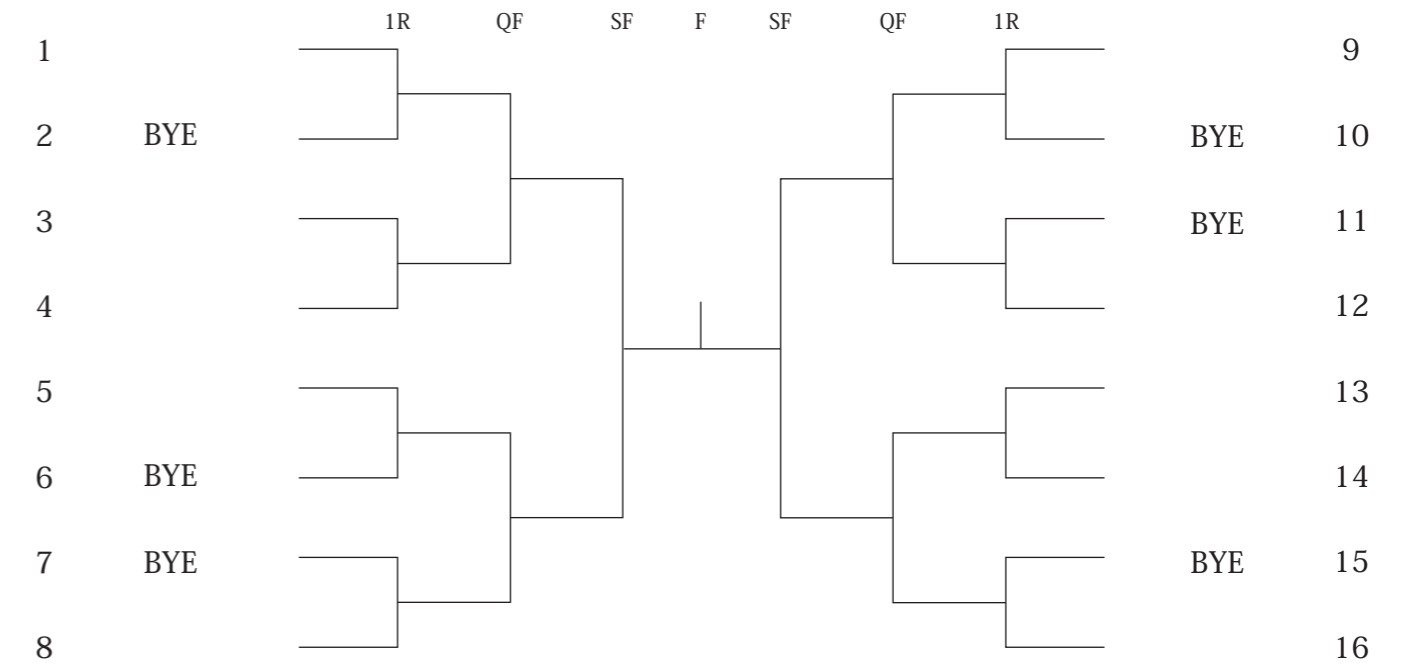 1R QF SF F SF QF 1R
1 9
2 BYE BYE 10
3 BYE 11
4 12
5 13
6 BYE 14
7 BYE BYE 15
8 16